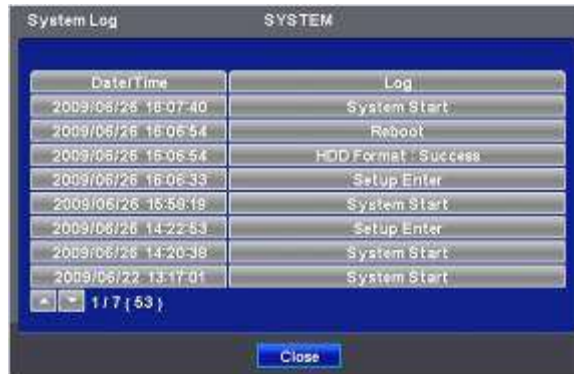 System Log SYSTEM
Date/Time Log
2009/06/26 16:07:40 System Start
2009/06/26 16:06:54 Reboot
2009/06/26 16:06:54 HDD Format : Success
2009/06/26 16:06:33 Setup Enter
2009/06/26 15:59:19 System Start
2009/06/26 14:22:53 Setup Enter
2009/06/26 14:20:39 System Start
2009/06/22 13:17:01 System Start
1 / 7 ( 53 )
Close